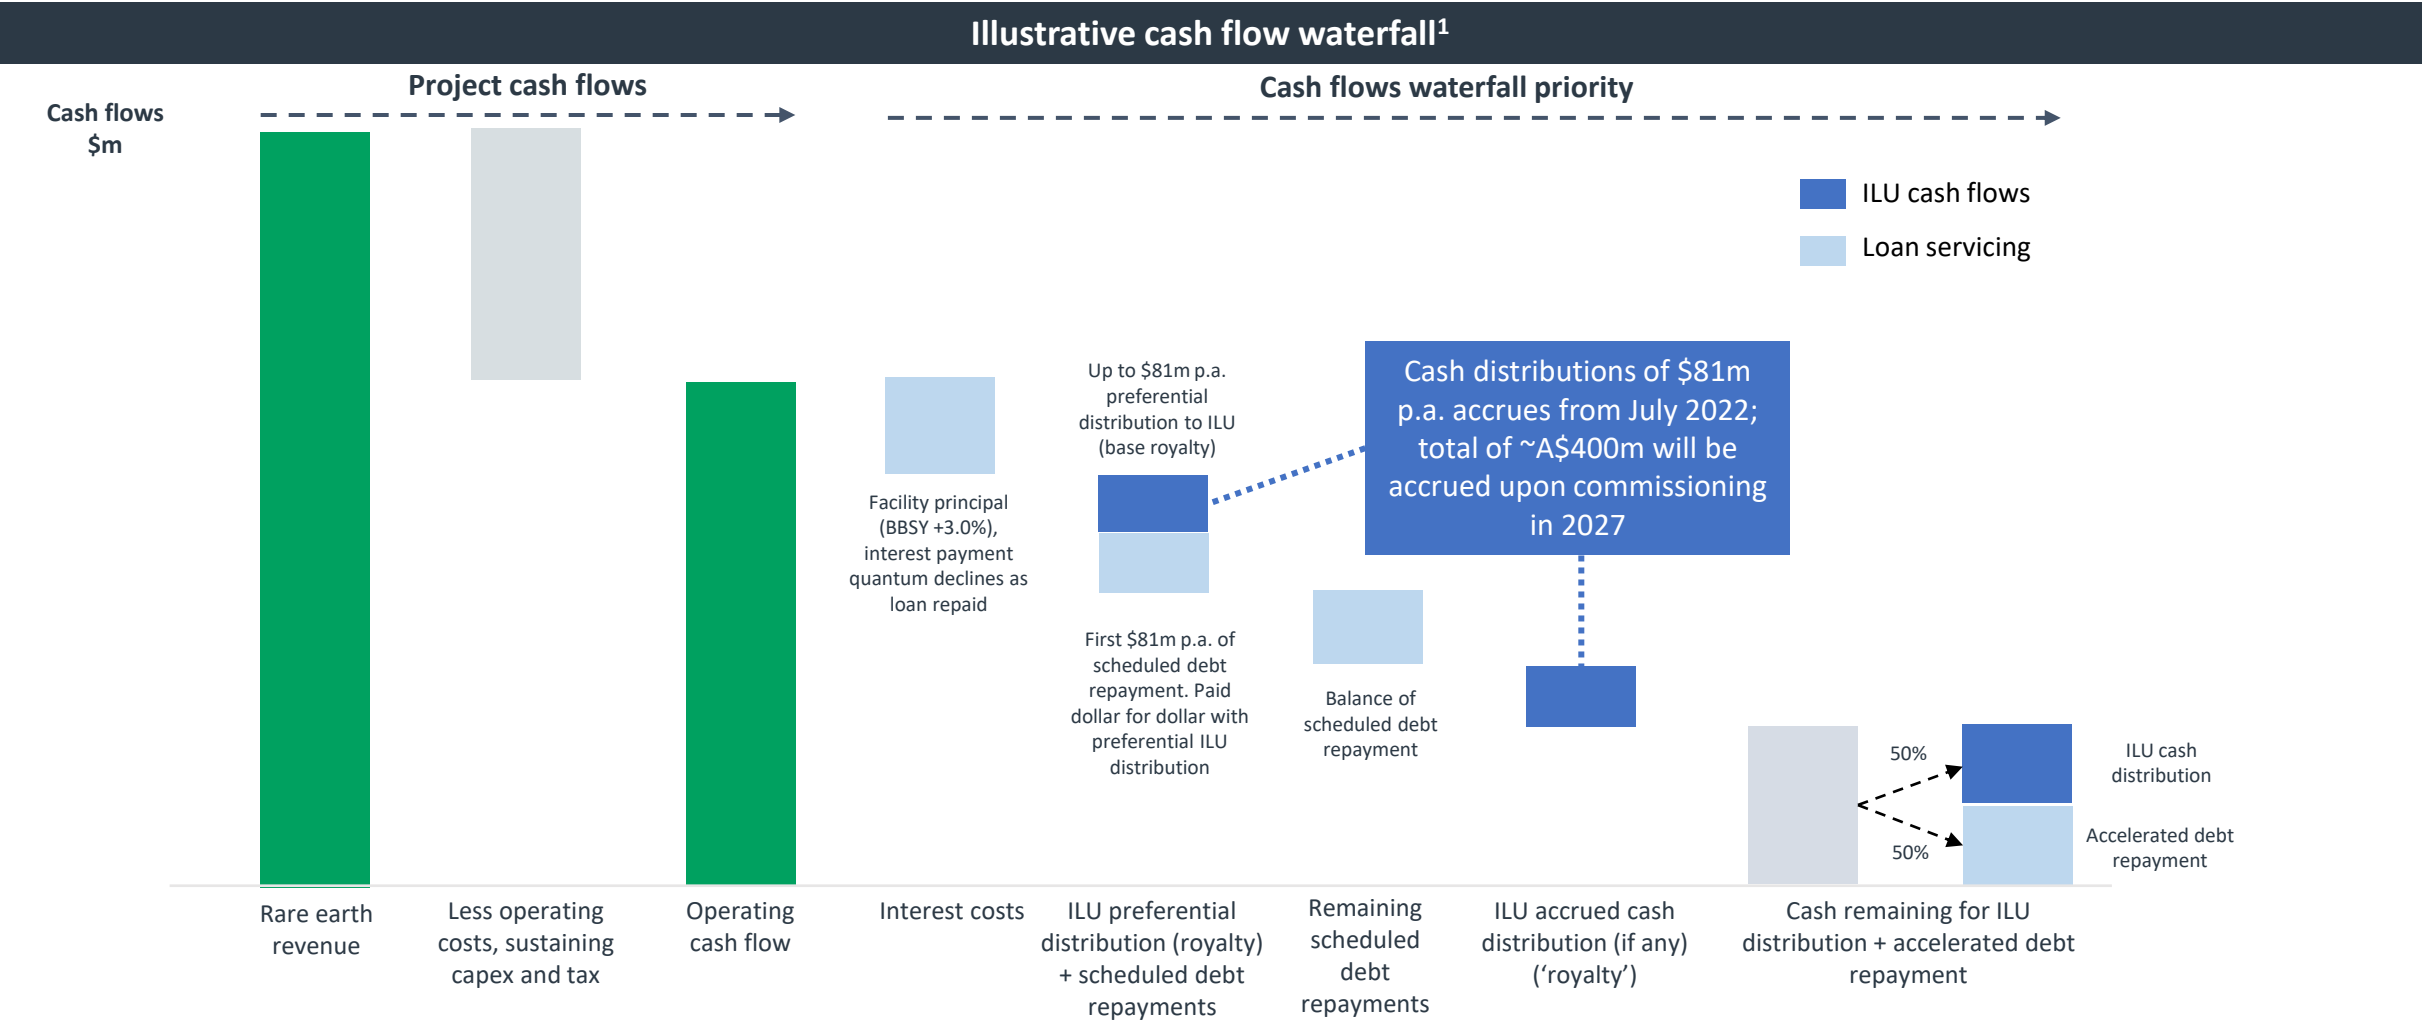 Illustrative cash flow waterfall¹
Project cash flows
Cash flows waterfall priority
Cash flows
$m
ILU cash flows
Loan servicing
Up to $81m p.a.
preferential
distribution to ILU
(base royalty)
Cash distributions of $81m
p.a. accrues from July 2022;
total of ~A$400m will be
accrued upon commissioning
in 2027
Facility principal
(BBSY +3.0%),
interest payment
quantum declines as
loan repaid
First $81m p.a. of
scheduled debt
repayment. Paid
dollar for dollar with
preferential ILU
distribution
Balance of
scheduled debt
repayment
50%
50%
ILU cash
distribution
Accelerated debt
repayment
Rare earth
revenue
Less operating
costs, sustaining
capex and tax
Operating
cash flow
Interest costs
ILU preferential
distribution (royalty)
+ scheduled debt
repayments
Remaining
scheduled
debt
repayments
ILU accrued cash
distribution (if any)
(‘royalty’)
Cash remaining for ILU
distribution + accelerated debt
repayment